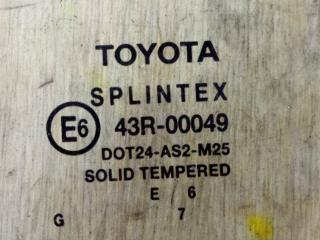 TOYOTA
SPLINTEX
E6 43R-00049
DOT24-AS2-M25
SOLID TEMPERED
E 6
G 7